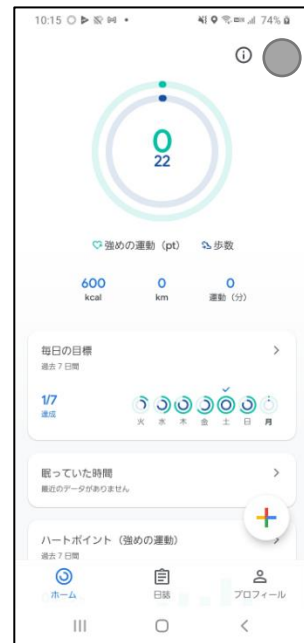 10:15 74%
0
22
強めの運動 (pt) 歩数
600 0 0
kcal km 運動 (分)
毎日の目標
過去 7 日間
1/7
達成
火 水 木 金 土 日 月
眠っていた時間
最近のデータがありません
ハートポイント (強めの運動)
過去 7 日間
ホーム 日誌 プロフィール